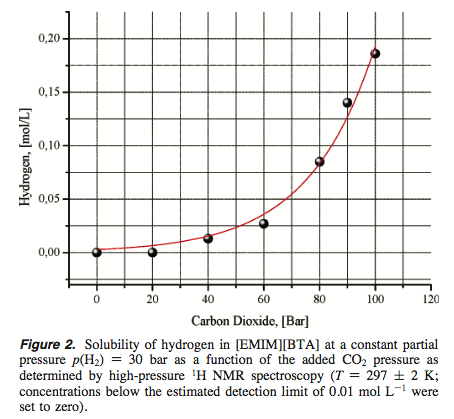 0,20
0,15
0,10
0,05
0,00
Hydrogen, [mol/L]
0 20 40 60 80 100 120
Carbon Dioxide, [Bar]
Figure 2. Solubility of hydrogen in [EMIM][BTA] at a constant partial
pressure p(H₂) = 30 bar as a function of the added CO₂ pressure as
determined by high-pressure ¹H NMR spectroscopy (T = 297 ± 2 K;
concentrations below the estimated detection limit of 0.01 mol L⁻¹ were
set to zero).